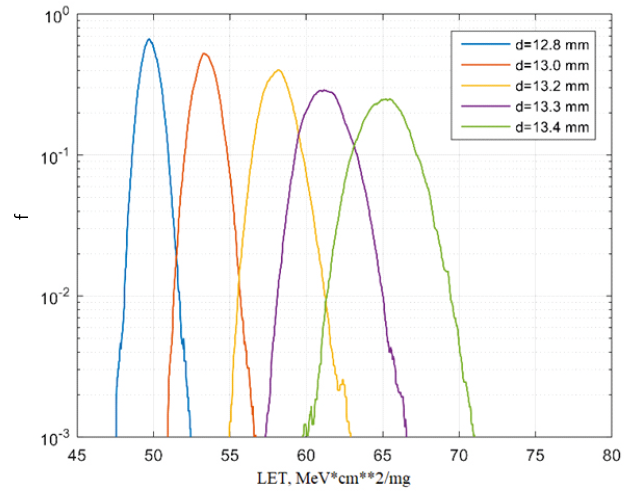 10^0
10^-1
10^-2
10^-3
f
45 50 55 60 65 70 75 80
LET, MeV*cm**2/mg
d=12.8 mm
d=13.0 mm
d=13.2 mm
d=13.3 mm
d=13.4 mm